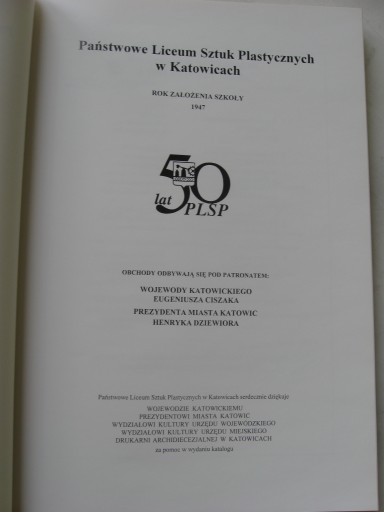 Państwowe Liceum Sztuk Plastycznych
w Katowicach
ROK ZAŁOŻENIA SZKOŁY
1947
50
lat PLSP
OBCHODY ODBYWAJĄ SIĘ POD PATRONATEM:
WOJEWODY KATOWICKIEGO
EUGENIUSZA CISZAKA
PREZYDENTA MIASTA KATOWIC
HENRYKA DZIEWIORA
Państwowe Liceum Sztuk Plastycznych w Katowicach serdecznie dziękuje
WOJEWODZIE KATOWICKIEMU
PREZYDENTOWI MIASTA KATOWIC
WYDZIAŁOWI KULTURY URZĘDU WOJEWÓDZKIEGO
WYDZIAŁOWI KULTURY URZĘDU MIEJSKIEGO
DRUKARNI ARCHIDIECEZJALNEJ W KATOWICACH
za pomoc w wydaniu katalogu